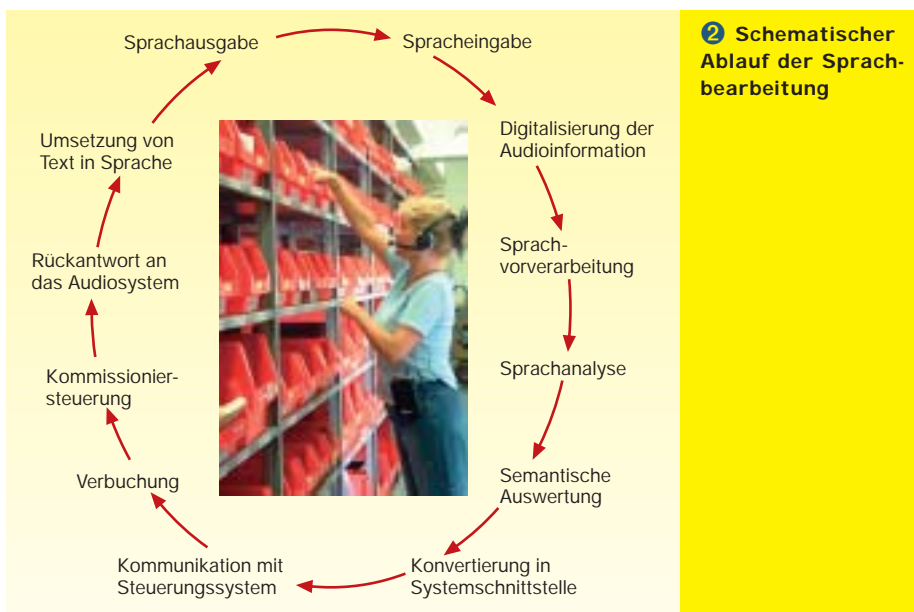 ❷ Schematischer
Ablauf der Sprach-
bearbeitung
Sprachausgabe
Spracheingabe
Digitalisierung der
Audioinformation
Sprach-
vorverarbeitung
Sprachanalyse
Semantische
Auswertung
Konvertierung in
Systemschnittstelle
Kommunikation mit
Steuerungssystem
Verbuchung
Kommissionier-
steuerung
Rückantwort an
das Audiosystem
Umsetzung von
Text in Sprache